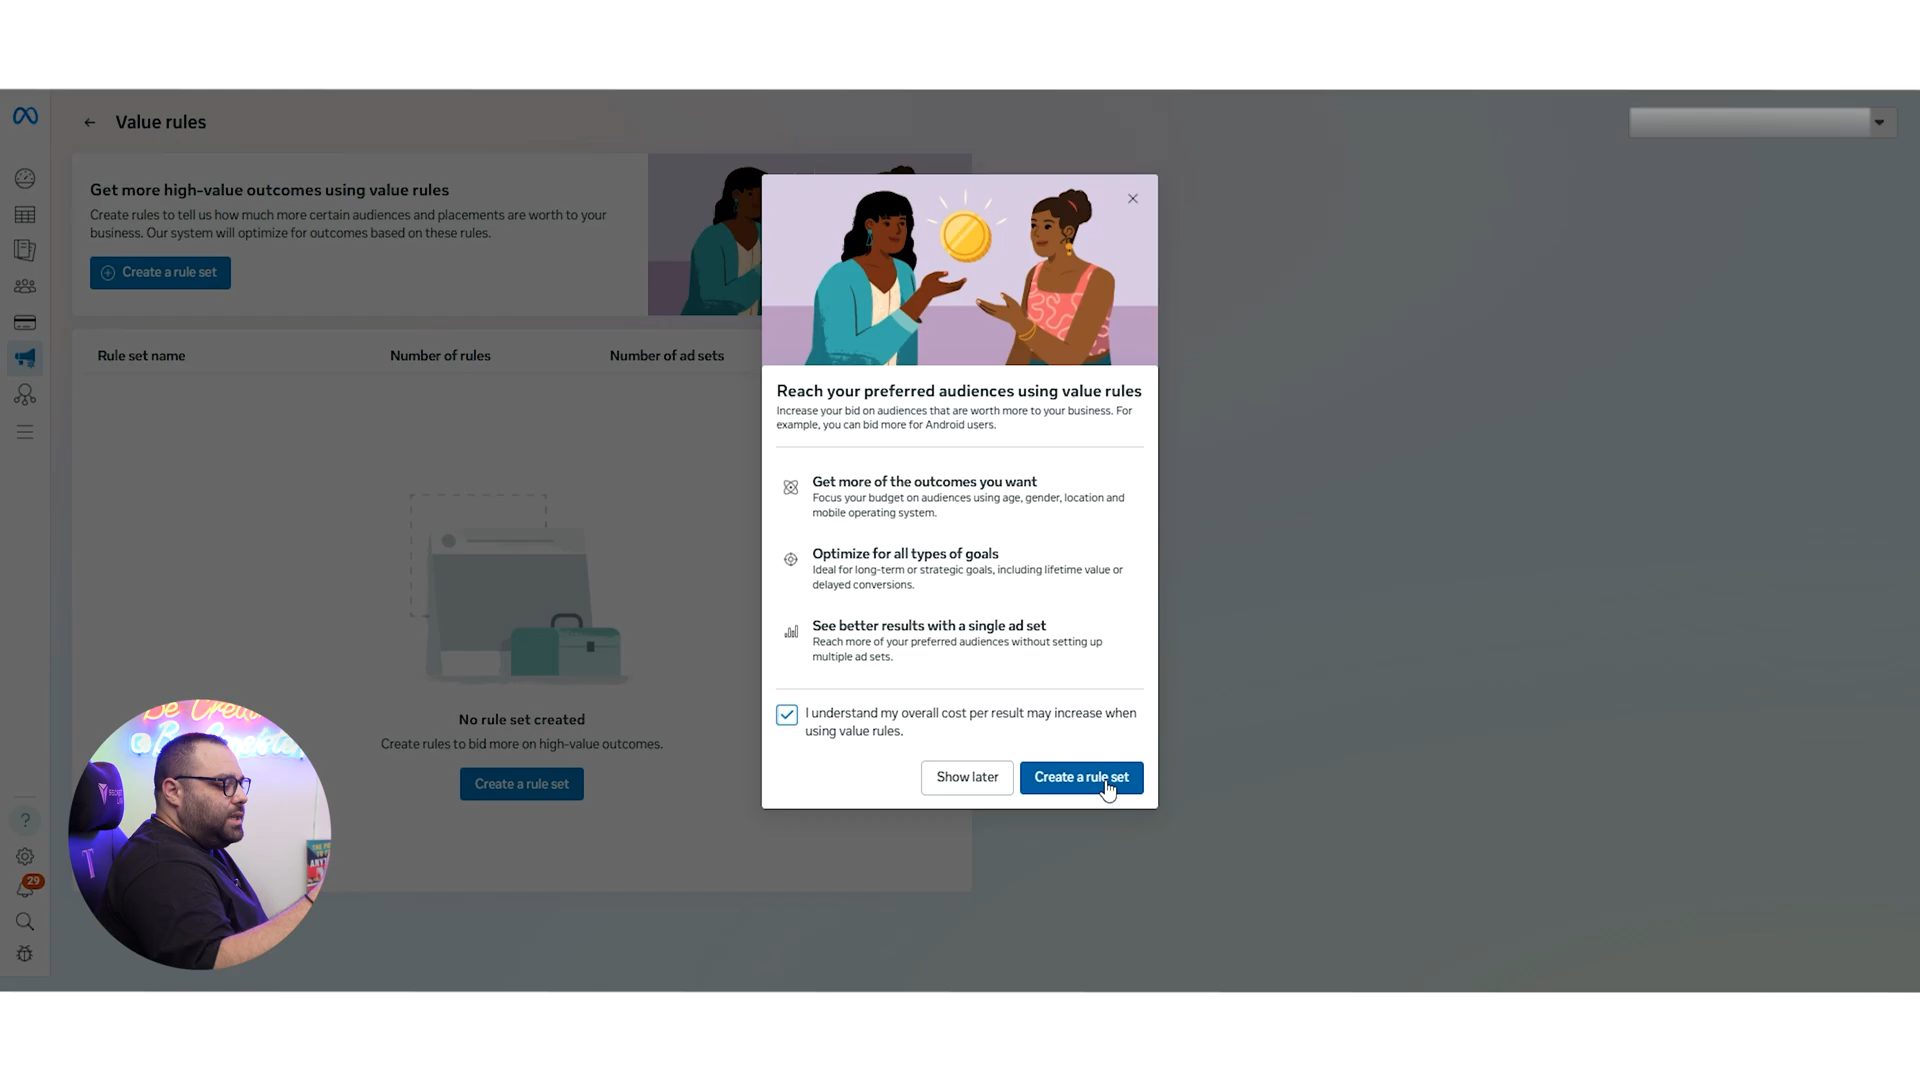 Value rules
Get more high-value outcomes using value rules
Create rules to tell us how much more certain audiences and placements are worth to your
business. Our system will optimize for outcomes based on these rules.
Create a rule set
Rule set name
Number of rules
Number of ad sets
No rule set created
Create rules to bid more on high-value outcomes.
Create a rule set
Reach your preferred audiences using value rules
Increase your bid on audiences that are worth more to your business. For
example, you can bid more for Android users.
Get more of the outcomes you want
Focus your budget on audiences using age, gender, location and
mobile operating system.
Optimize for all types of goals
Ideal for long-term or strategic goals, including lifetime value or
delayed conversions.
See better results with a single ad set
Reach more of your preferred audiences without setting up
multiple ad sets.
I understand my overall cost per result may increase when
using value rules.
Show later
Create a rule set
29